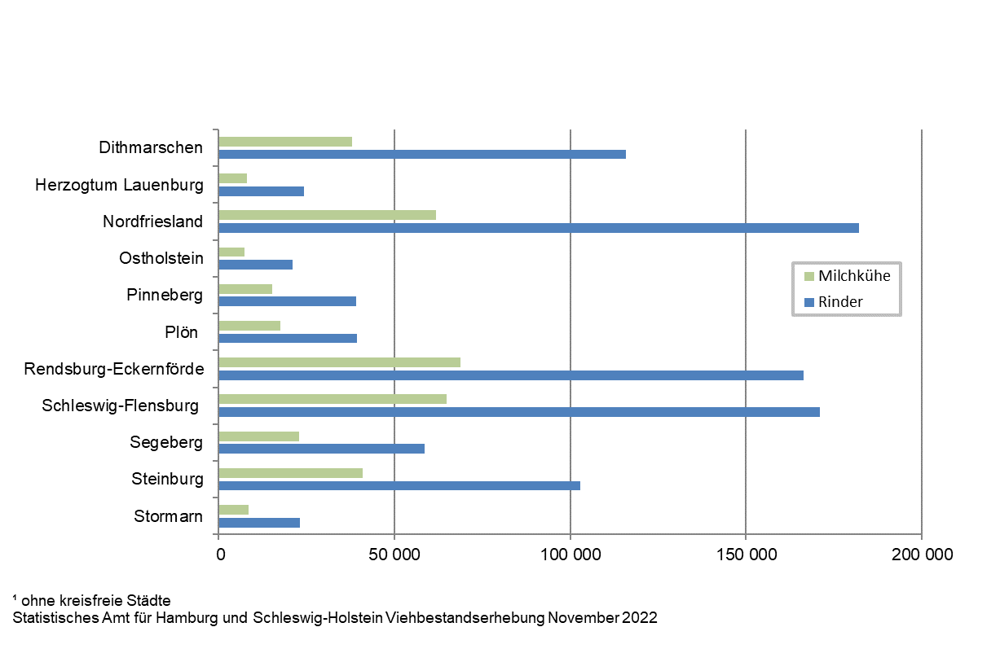 Dithmarschen
Herzogtum Lauenburg
Nordfriesland
Ostholstein
Pinneberg
Plön
Rendsburg-Eckernförde
Schleswig-Flensburg
Segeberg
Steinburg
Stormarn
Milchkühe
Rinder
0 50 000 100 000 150 000 200 000
¹ ohne kreisfreie Städte
Statistisches Amt für Hamburg und Schleswig-Holstein Viehbestandserhebung November 2022